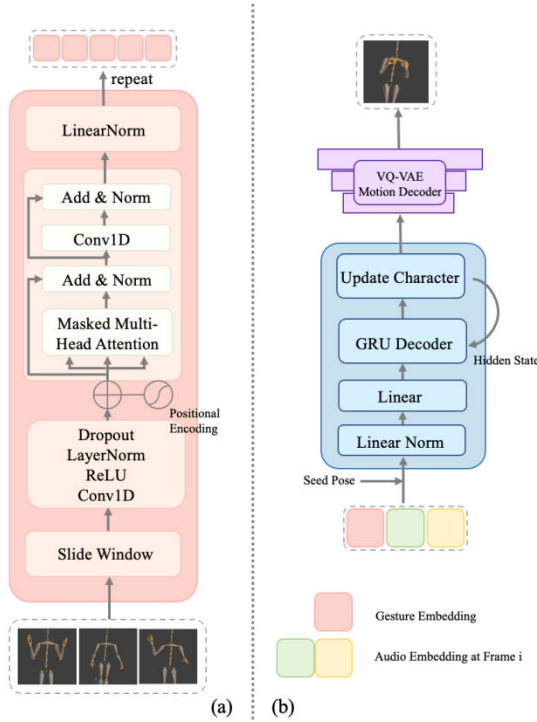 repeat
LinearNorm
Add & Norm
Conv1D
Add & Norm
Masked Multi-
Head Attention
Positional
Encoding
Dropout
LayerNorm
ReLU
Conv1D
Slide Window
(a)
VQ-VAE
Motion Decoder
Update Character
GRU Decoder
Hidden State
Linear
Linear Norm
Seed Pose
Gesture Embedding
Audio Embedding at Frame i
(b)